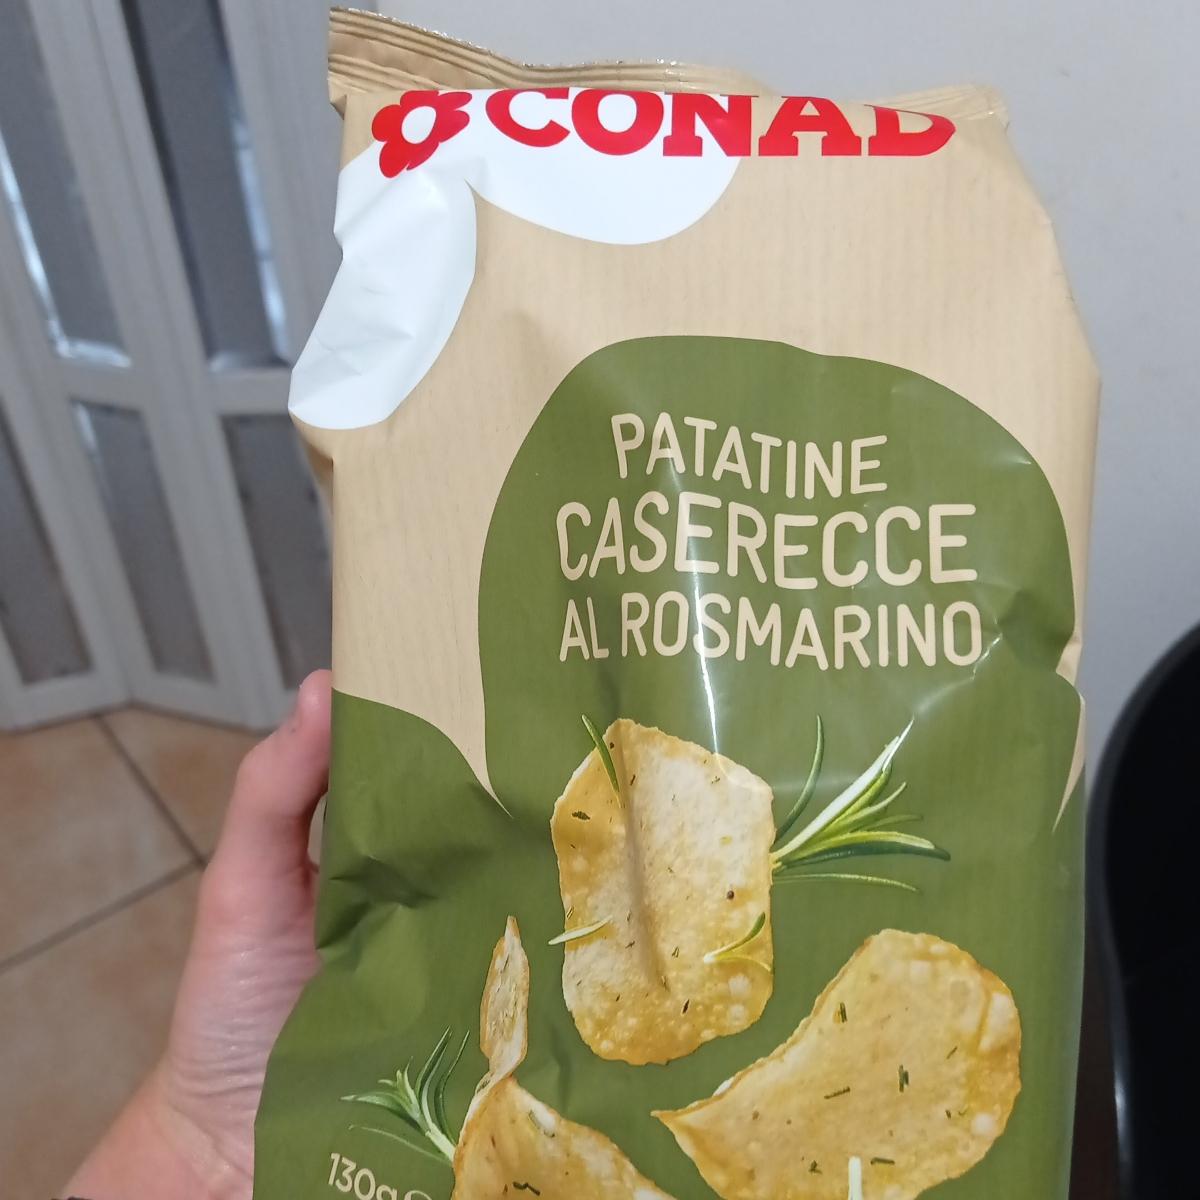 CONAD
PATATINE
CASERECCE
AL ROSMARINO
130g ℮